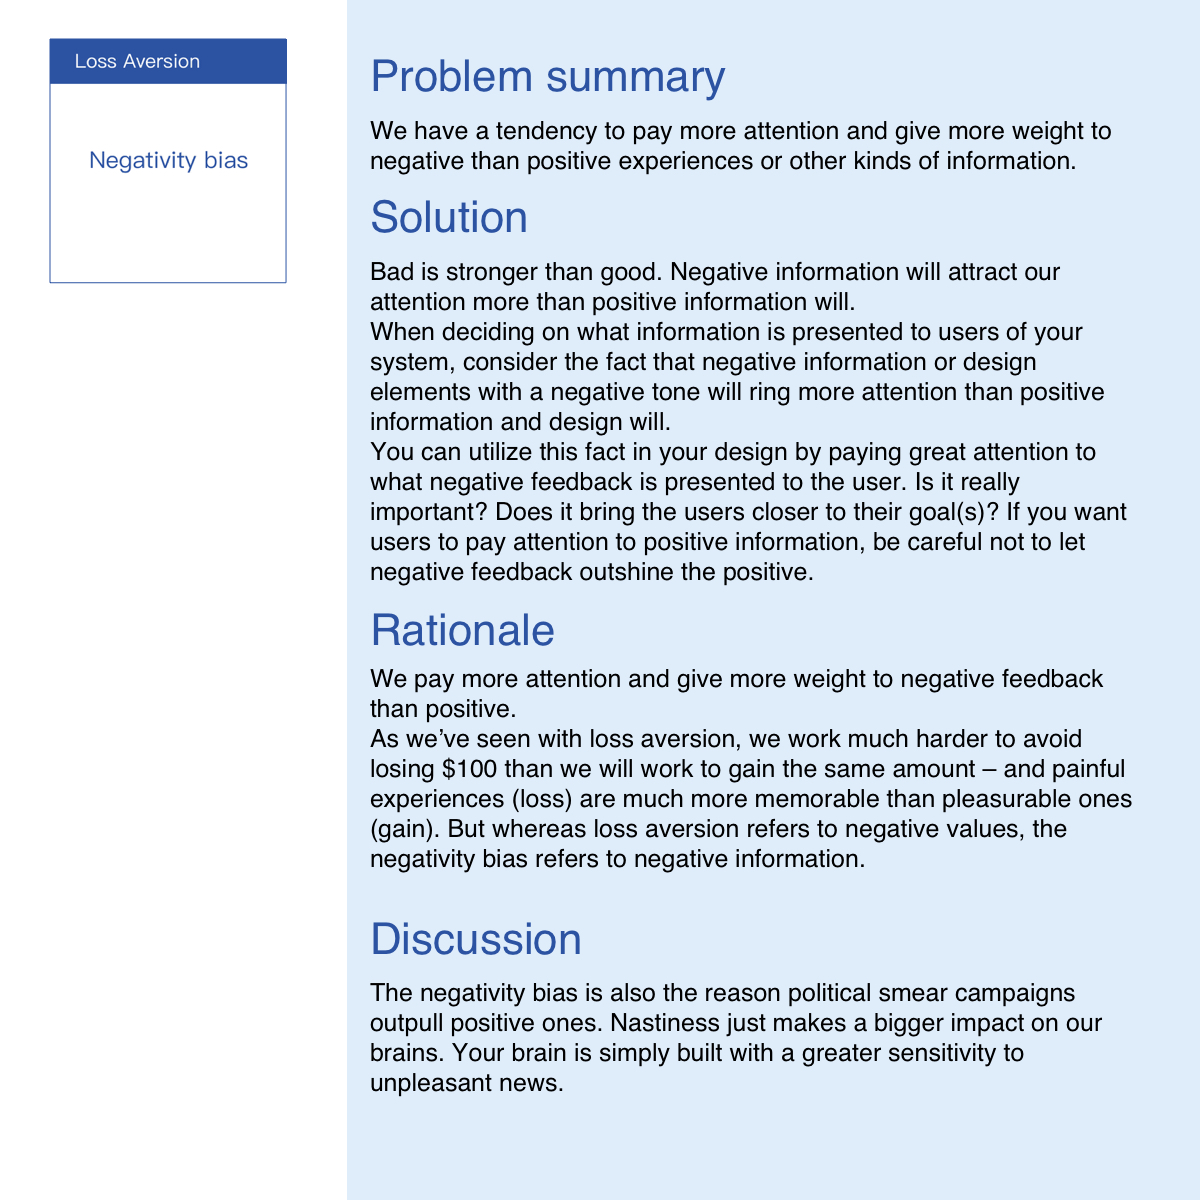 Loss Aversion
Negativity bias
Problem summary
We have a tendency to pay more attention and give more weight to
negative than positive experiences or other kinds of information.
Solution
Bad is stronger than good. Negative information will attract our
attention more than positive information will.
When deciding on what information is presented to users of your
system, consider the fact that negative information or design
elements with a negative tone will ring more attention than positive
information and design will.
You can utilize this fact in your design by paying great attention to
what negative feedback is presented to the user. Is it really
important? Does it bring the users closer to their goal(s)? If you want
users to pay attention to positive information, be careful not to let
negative feedback outshine the positive.
Rationale
We pay more attention and give more weight to negative feedback
than positive.
As we’ve seen with loss aversion, we work much harder to avoid
losing $100 than we will work to gain the same amount – and painful
experiences (loss) are much more memorable than pleasurable ones
(gain). But whereas loss aversion refers to negative values, the
negativity bias refers to negative information.
Discussion
The negativity bias is also the reason political smear campaigns
outpull positive ones. Nastiness just makes a bigger impact on our
brains. Your brain is simply built with a greater sensitivity to
unpleasant news.